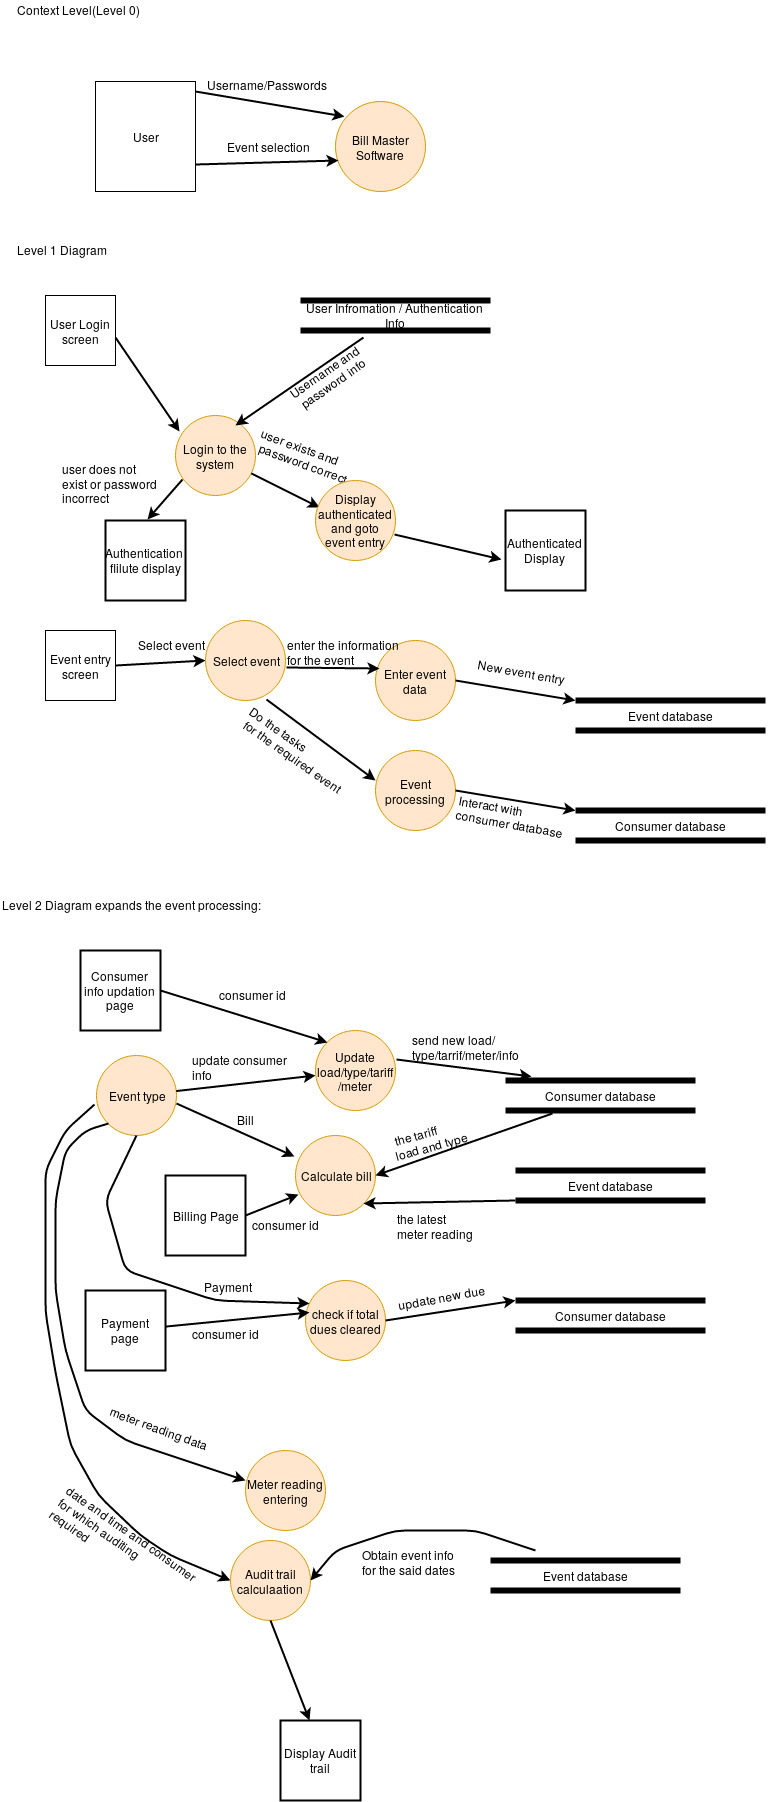 Context Level(Level 0)
Username/Passwords
User
Event selection
Bill Master
Software
Level 1 Diagram
User Login
screen
User Infromation / Authentication
Info
Username and
password info
Login to the
system
user exists and
password correct
user does not
exist or password
incorrect
Display
authenticated
and goto
event entry
Authentication
flilute display
Authenticated
Display
Event entry
screen
Select event
Select event
enter the information
for the event
Enter event
data
New event entry
Event database
Do the tasks
for the required event
Event
processing
Interact with
consumer database
Consumer database
Level 2 Diagram expands the event processing:
Consumer
info updation
page
consumer id
Update
load/type/tariff
/meter
send new load/
type/tarrif/meter/info
Consumer database
Event type
update consumer
info
Bill
the tariff
load and type
Calculate bill
Event database
Billing Page
consumer id
the latest
meter reading
Payment
Payment
page
consumer id
check if total
dues cleared
update new due
Consumer database
meter reading data
Meter reading
entering
date and time and consumer
for which auditing
required
Audit trail
calculaation
Obtain event info
for the said dates
Event database
Display Audit
trail